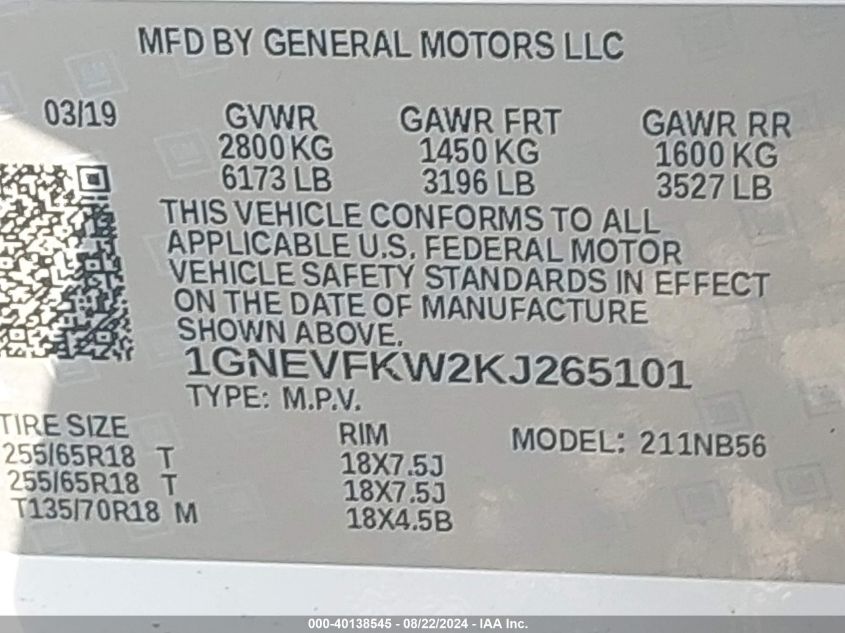 MFD BY GENERAL MOTORS LLC
03/19 GVWR GAWR FRT GAWR RR
2800 KG 1450 KG 1600 KG
6173 LB 3196 LB 3527 LB
THIS VEHICLE CONFORMS TO ALL
APPLICABLE U.S. FEDERAL MOTOR
VEHICLE SAFETY STANDARDS IN EFFECT
ON THE DATE OF MANUFACTURE
SHOWN ABOVE.
1GNEVFKW2KJ265101
TYPE: M.P.V.
TIRE SIZE RIM MODEL: 211NB56
255/65R18 T 18X7.5J
255/65R18 T 18X7.5J
T135/70R18 M 18X4.5B
000-40138545 - 08/22/2024 - IAA Inc.